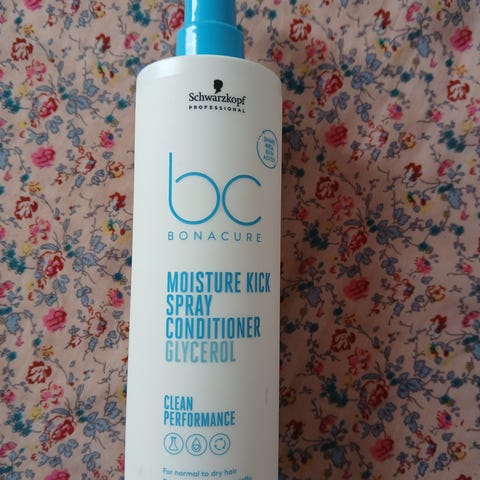 Schwarzkopf
PROFESSIONAL
bc
BONACURE
MOISTURE KICK
SPRAY
CONDITIONER
GLYCEROL
CLEAN
PERFORMANCE
For normal to dry hair